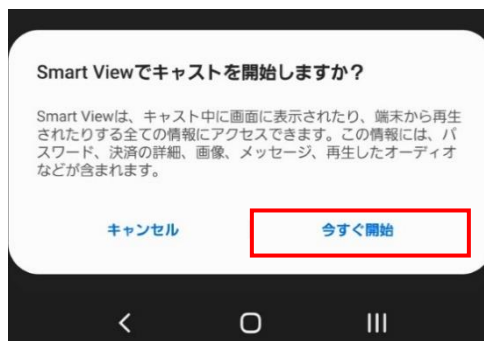 Smart Viewでキャストを開始しますか？
Smart Viewは、キャスト中に画面に表示されたり、端末から再生
されたりする全ての情報にアクセスできます。この情報には、パ
スワード、決済の詳細、画像、メッセージ、再生したオーディオ
などが含まれます。
キャンセル
今すぐ開始